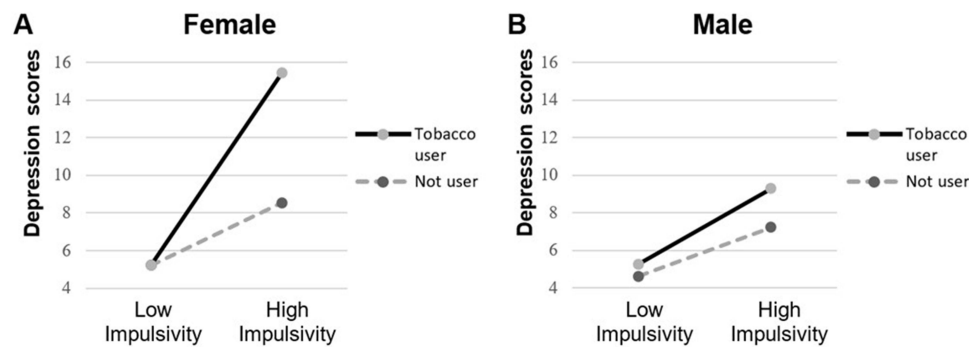 A
Female
Depression scores
16
14
12
10
8
6
4
Low
Impulsivity
High
Impulsivity
Tobacco
user
Not user
B
Male
Depression scores
16
14
12
10
8
6
4
Low
Impulsivity
High
Impulsivity
Tobacco
user
Not user